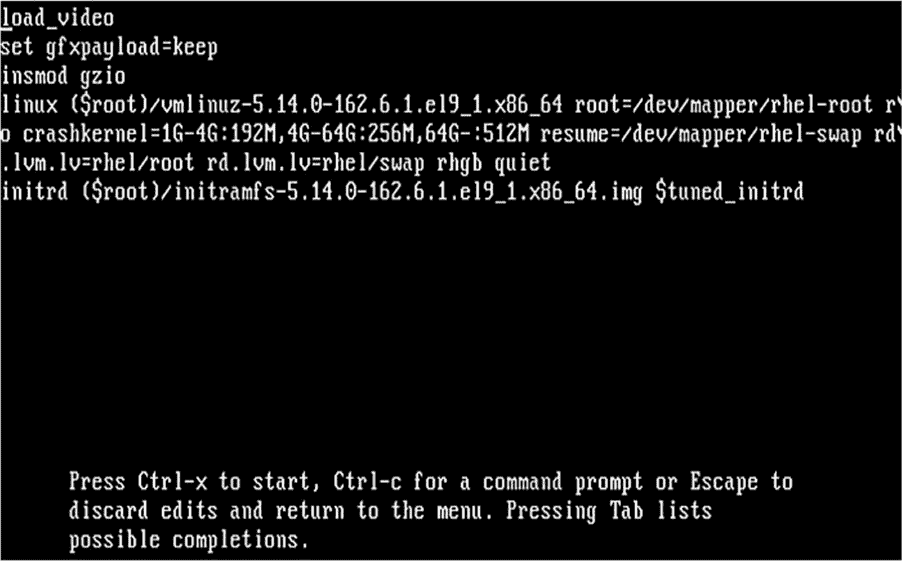 load_video
set gfxpayload=keep
insmod gzio
linux ($root)/vmlinuz-5.14.0-162.6.1.el9_1.x86_64 root=/dev/mapper/rhel-root r\
o crashkernel=1G-4G:192M,4G-64G:256M,64G-:512M resume=/dev/mapper/rhel-swap rd\
.lvm.lv=rhel/root rd.lvm.lv=rhel/swap rhgb quiet
initrd ($root)/initramfs-5.14.0-162.6.1.el9_1.x86_64.img $tuned_initrd
Press Ctrl-x to start, Ctrl-c for a command prompt or Escape to
discard edits and return to the menu. Pressing Tab lists
possible completions.